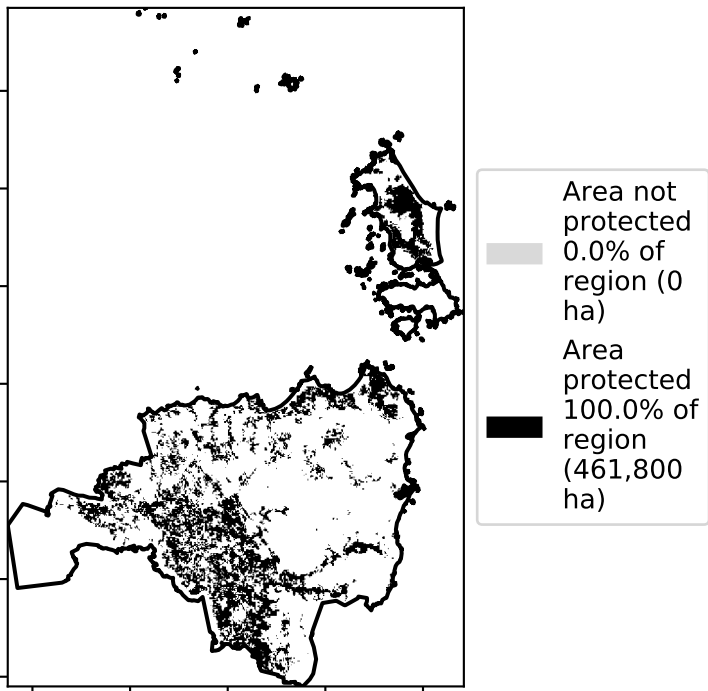 Area not
protected
0.0% of
region (0
ha)
Area
protected
100.0% of
region
(461,800
ha)